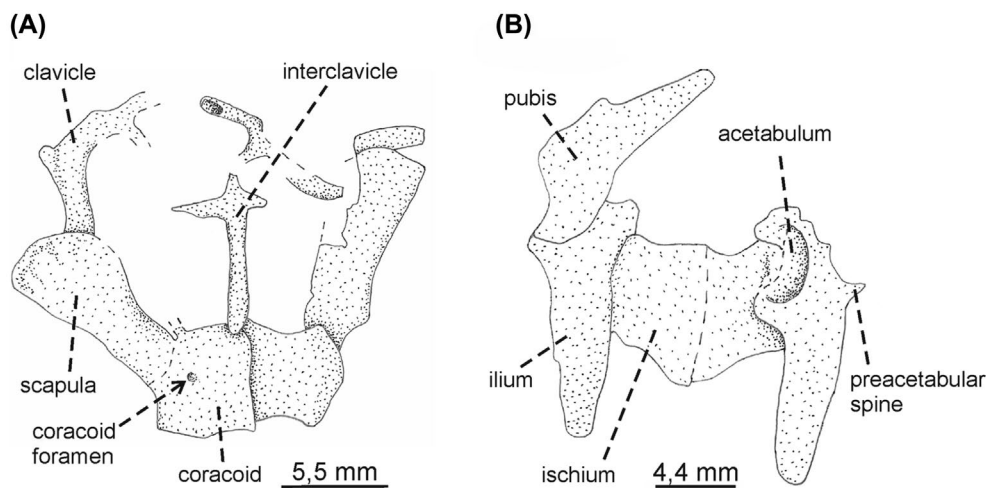 (A)
clavicle
interclavicle
scapula
coracoid
foramen
coracoid
5,5 mm
(B)
pubis
acetabulum
ilium
preacetabular
spine
ischium
4,4 mm